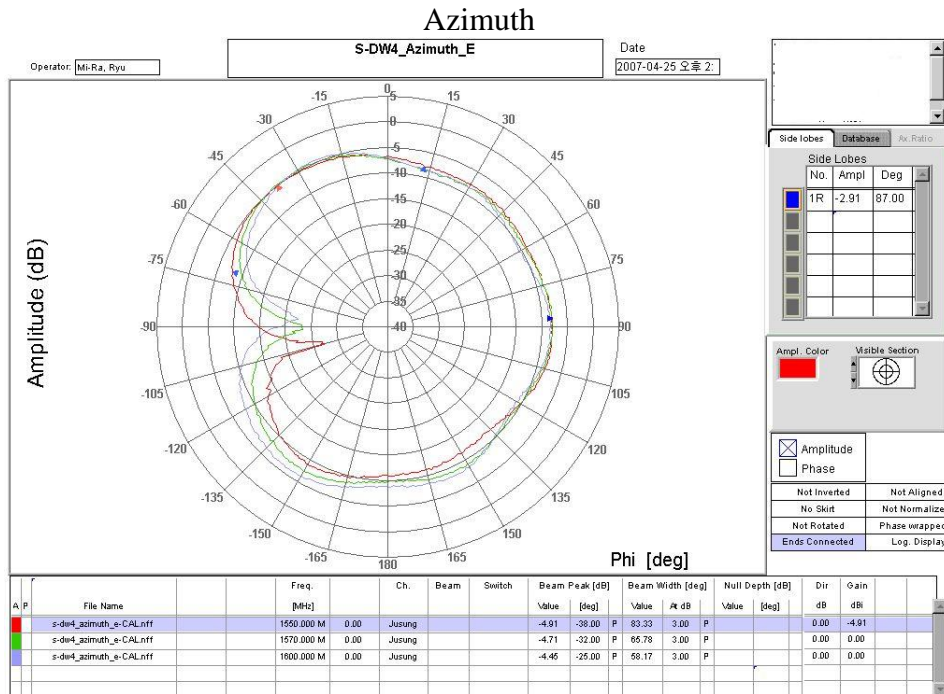 Azimuth
S-DW4_Azimuth_E
Date
Operator: Mi-Ra, Ryu
2007-04-25 오후 2:
Side lobes Database Ax.Ratio
Side Lobes
No. Ampl Deg
1R -2.91 87.00
Ampl. Color
Visible Section
Amplitude
Phase
Not Inverted Not Aligned
No Skirt Not Normalize
Not Rotated Phase wrapped
Ends Connected Log. Display
Amplitude (dB)
0
-15 15
-30 30
-45 45
-60 60
-75 75
-90 90
-105 105
-120 120
-135 135
-155 155
-165 165
180
5
0
-5
-10
-15
-20
-25
-30
-35
-40
Phi [deg]
Freq. Ch. Beam Switch Beam Peak [dB] Beam Width [deg] Null Depth [dB] Dir Gain
A P File Name [MHz] Value [deg] Value At dB Value [deg] dB dBi
s-dw4_azimuth_e-CAL.nff 1550.000 M 0.00 Jusung -4.91 -38.00 P 83.33 3.00 P 0.00 -4.91
s-dw4_azimuth_e-CAL.nff 1570.000 M 0.00 Jusung -4.71 -32.00 P 65.78 3.00 P 0.00 0.00
s-dw4_azimuth_e-CAL.nff 1600.000 M 0.00 Jusung -4.45 -25.00 P 58.17 3.00 P 0.00 0.00